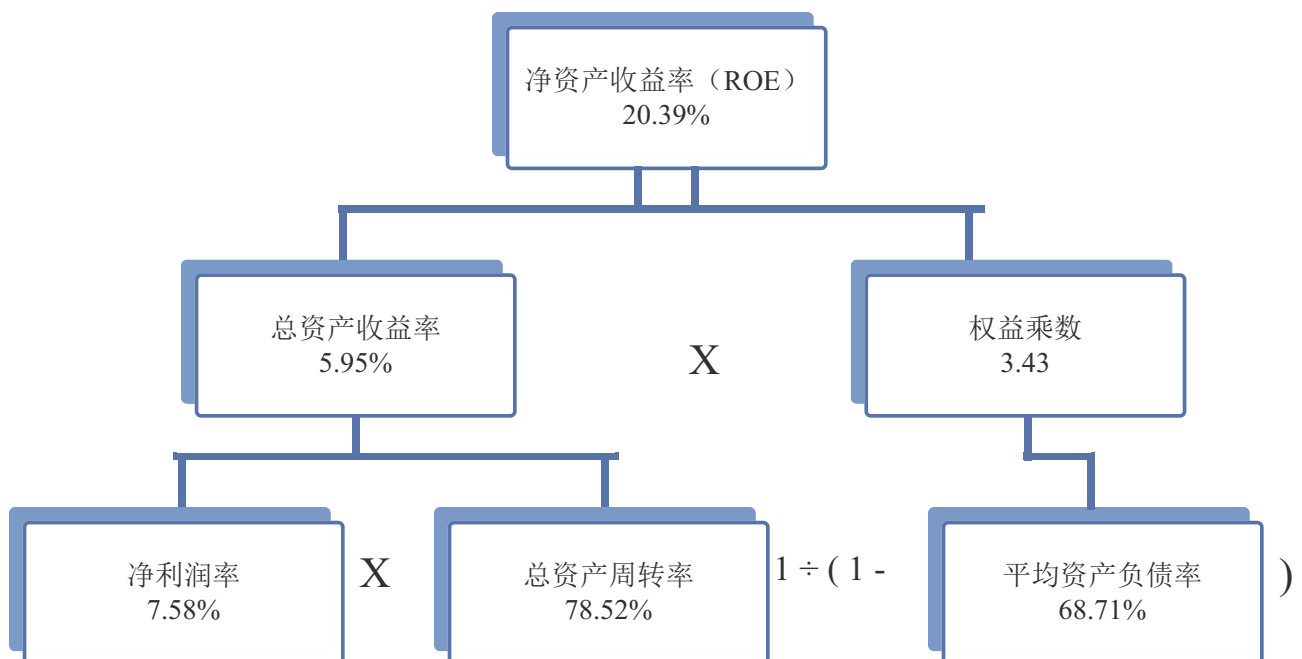 净资产收益率（ROE）
20.39%
总资产收益率
5.95%
X
权益乘数
3.43
净利润率
7.58%
X
总资产周转率
78.52%
1 ÷ ( 1 -
平均资产负债率
68.71%
)